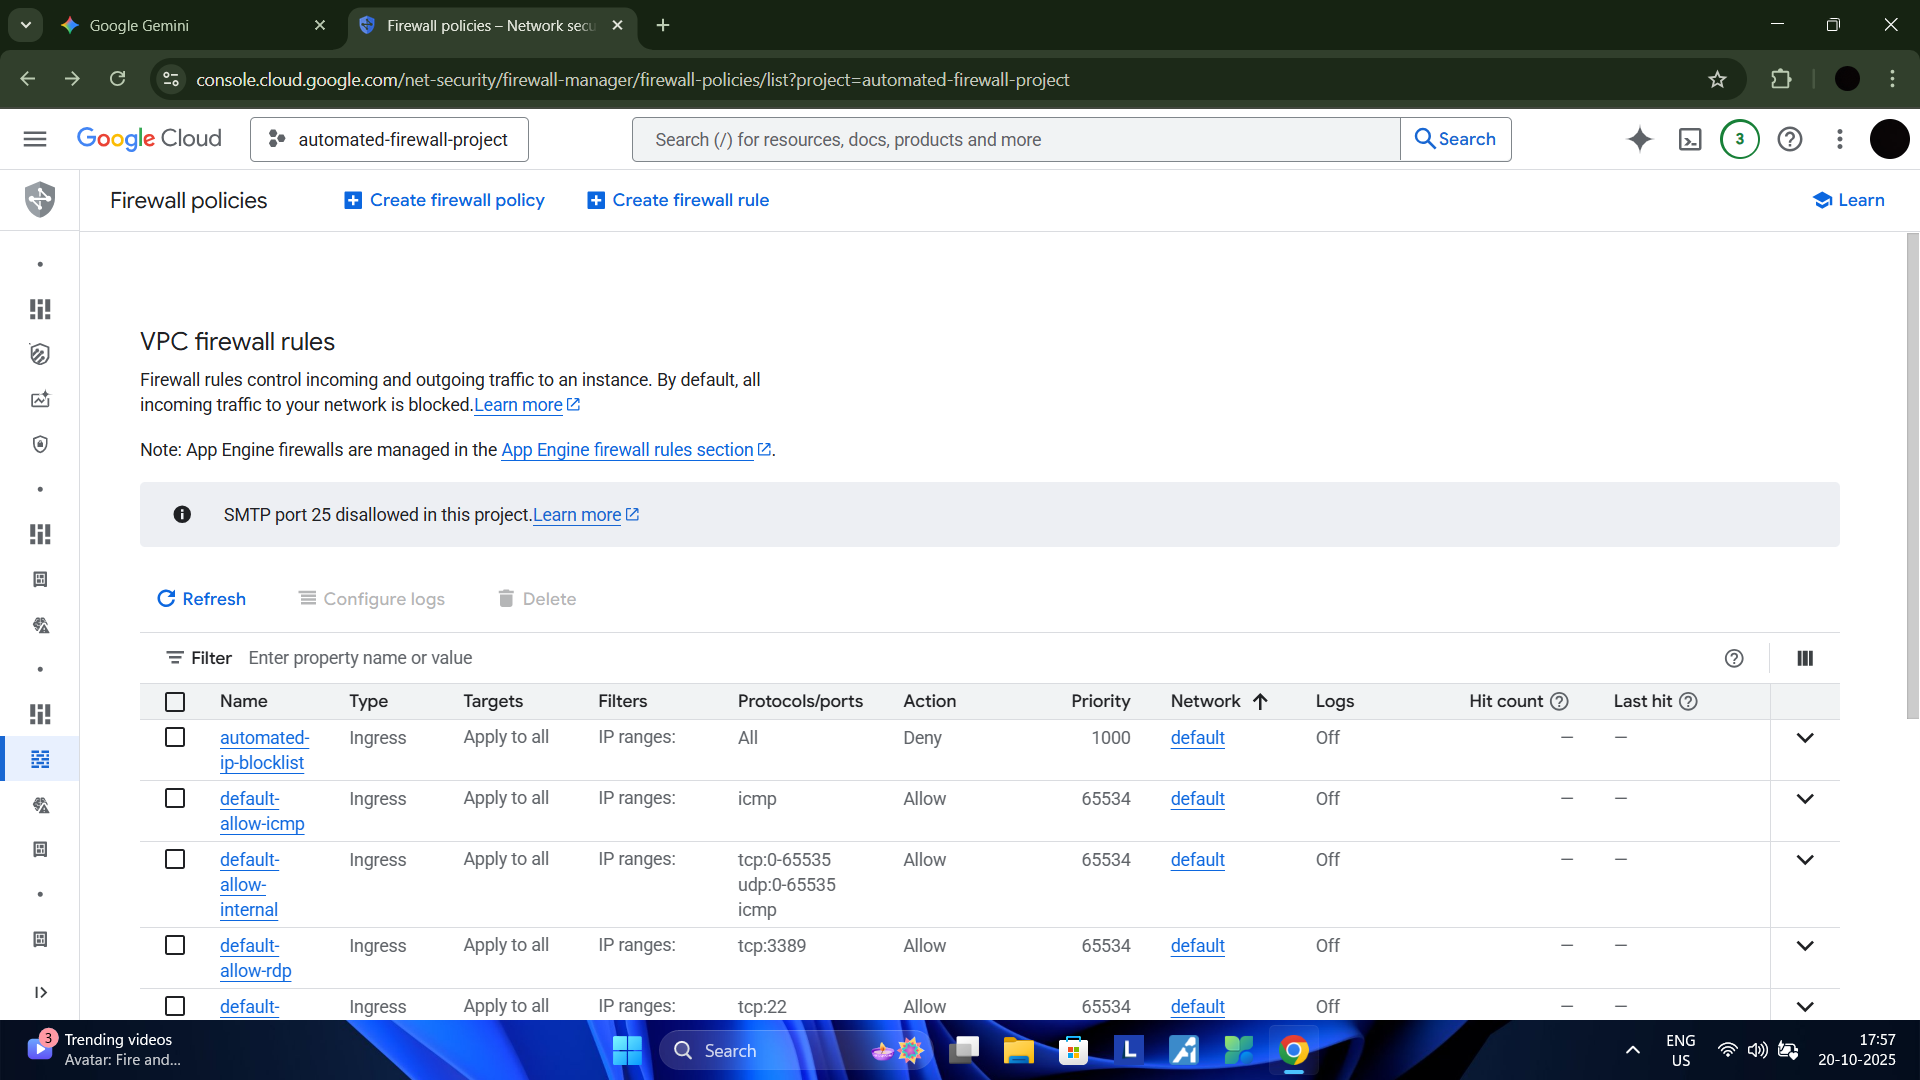 Google Gemini
Firewall policies – Network secu
console.cloud.google.com/net-security/firewall-manager/firewall-policies/list?project=automated-firewall-project
Google Cloud
automated-firewall-project
Search (/) for resources, docs, products and more
Search
3
Firewall policies
Create firewall policy
Create firewall rule
Learn
VPC firewall rules
Firewall rules control incoming and outgoing traffic to an instance. By default, all
incoming traffic to your network is blocked.Learn more
Note: App Engine firewalls are managed in the App Engine firewall rules section.
SMTP port 25 disallowed in this project.Learn more
Refresh
Configure logs
Delete
Filter Enter property name or value
Name Type Targets Filters Protocols/ports Action Priority Network Logs Hit count Last hit
automated- Ingress Apply to all IP ranges: All Deny 1000 default Off — —
ip-blocklist
default- Ingress Apply to all IP ranges: icmp Allow 65534 default Off — —
allow-icmp
default- Ingress Apply to all IP ranges: tcp:0-65535 Allow 65534 default Off — —
allow- udp:0-65535
internal icmp
default- Ingress Apply to all IP ranges: tcp:3389 Allow 65534 default Off — —
allow-rdp
default- Ingress Apply to all IP ranges: tcp:22 Allow 65534 default Off — —
3
Trending videos
Avatar: Fire and...
Search
L
ENG
US
17:57
20-10-2025